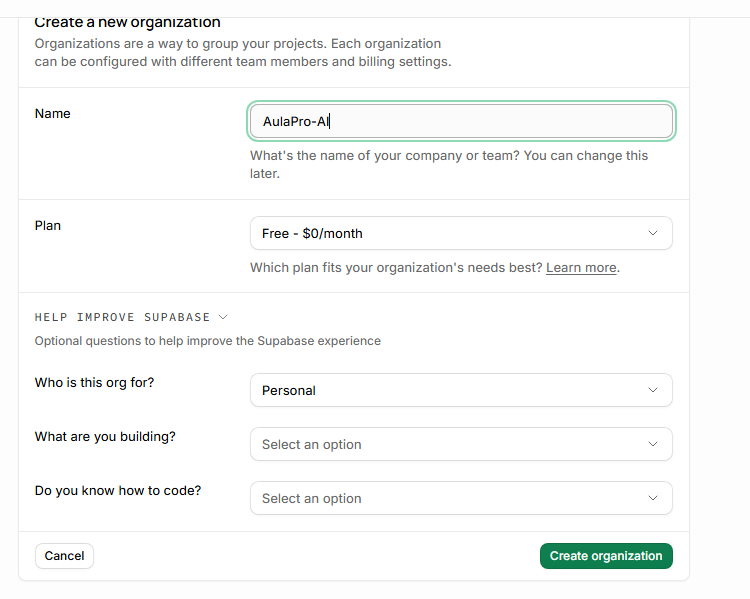 Create a new organization
Organizations are a way to group your projects. Each organization
can be configured with different team members and billing settings.
Name
AulaPro-AI
What's the name of your company or team? You can change this
later.
Plan
Free - $0/month
Which plan fits your organization's needs best? Learn more.
HELP IMPROVE SUPABASE
Optional questions to help improve the Supabase experience
Who is this org for?
Personal
What are you building?
Select an option
Do you know how to code?
Select an option
Cancel
Create organization